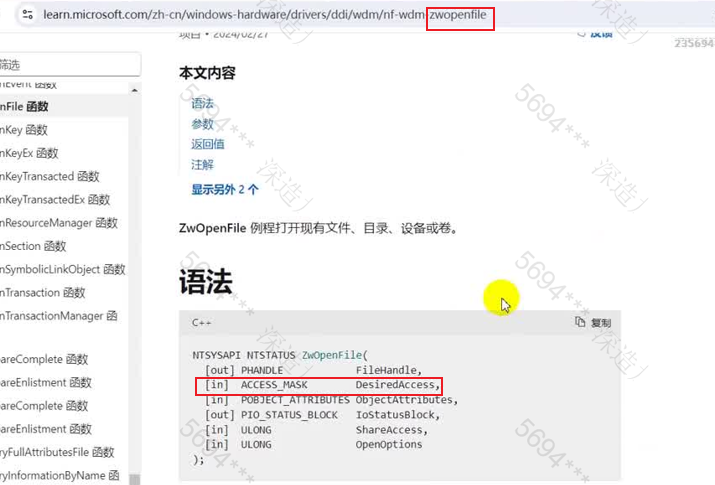 learn.microsoft.com/zh-cn/windows-hardware/drivers/ddi/wdm/nf-wdm-zwopenfile
项目 • 2024/02/27
反馈
235694
筛选
nEvent 函数
nFile 函数
nKey 函数
nKeyEx 函数
nKeyTransacted 函数
nKeyTransactedEx 函数
nResourceManager 函数
nSection 函数
nSymbolicLinkObject 函数
nTransaction 函数
nTransactionManager 函
areComplete 函数
areEnlistment 函数
areComplete 函数
areEnlistment 函数
ryFullAttributesFile 函数
ryInformationByName 函
本文内容
语法
参数
返回值
注解
显示另外 2 个
ZwOpenFile 例程打开现有文件、目录、设备或卷。
语法
C++
复制
NTSYSAPI NTSTATUS ZwOpenFile(
[out] PHANDLE FileHandle,
[in] ACCESS_MASK DesiredAccess,
[in] POBJECT_ATTRIBUTES ObjectAttributes,
[out] PIO_STATUS_BLOCK IoStatusBlock,
[in] ULONG ShareAccess,
[in] ULONG OpenOptions
);
5694*** 深造
5694*** 深造
5694***
5694***